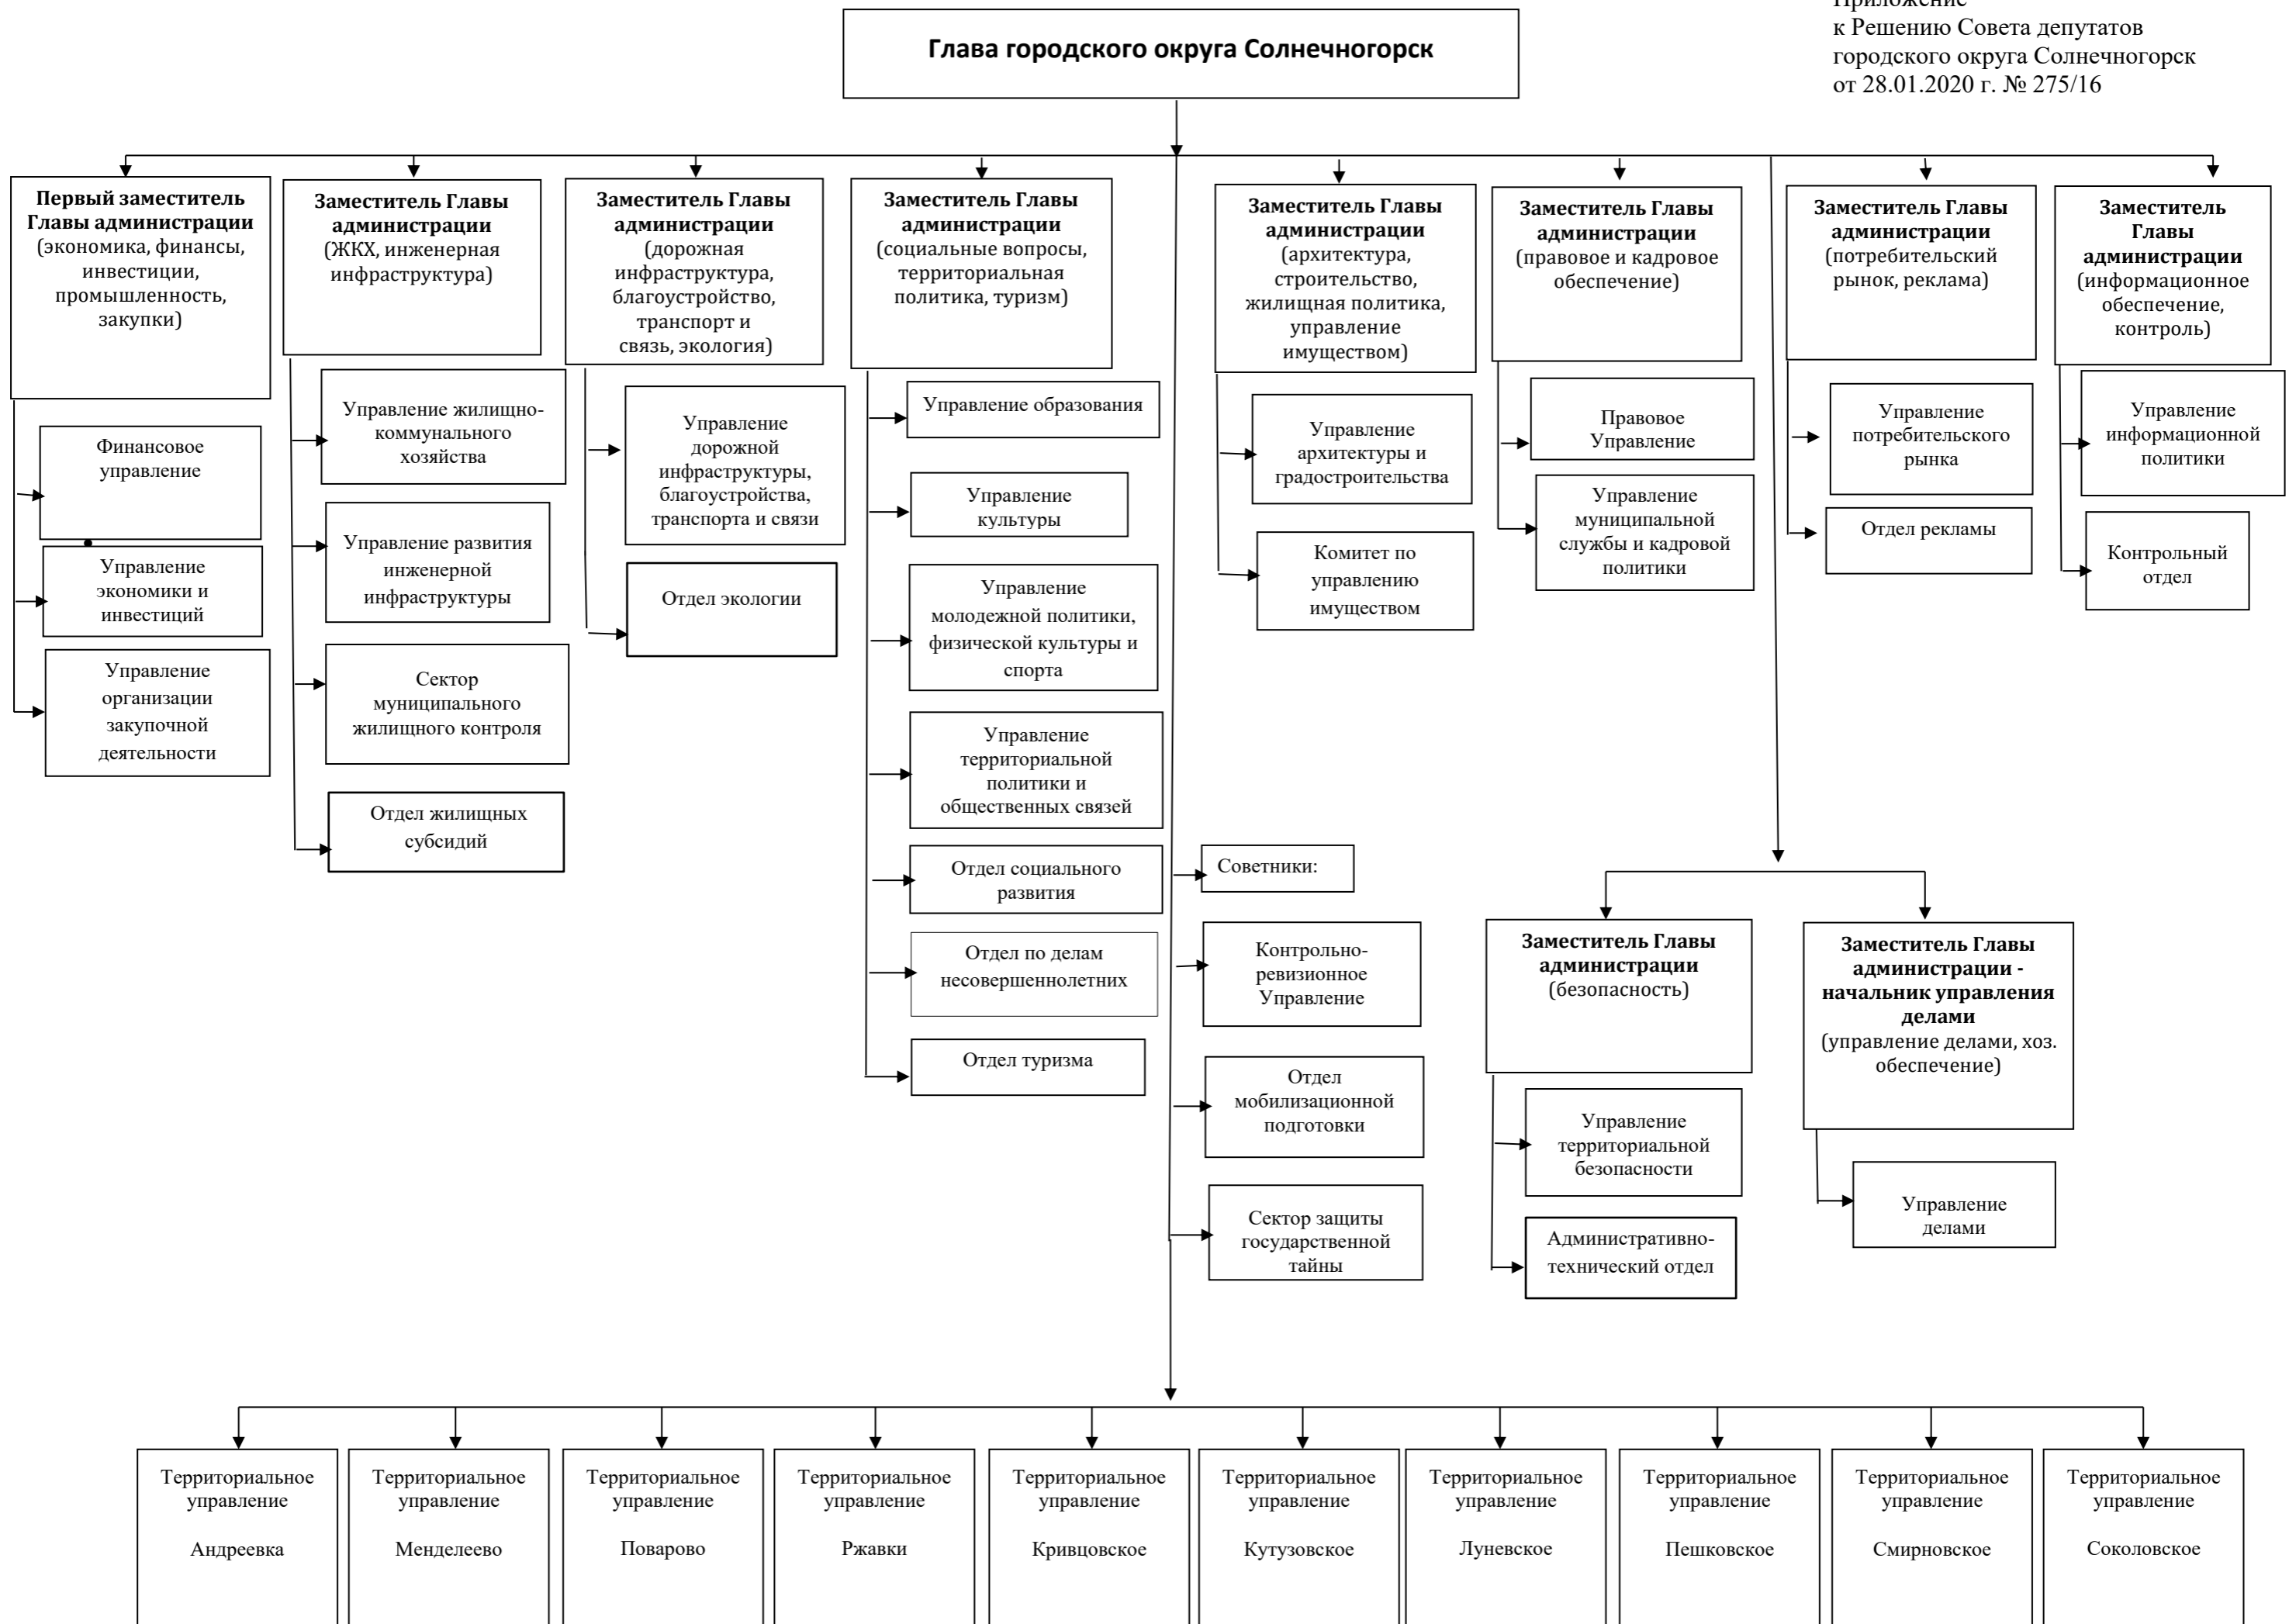 Приложение
к Решению Совета депутатов
городского округа Солнечногорск
от 28.01.2020 г. № 275/16
Глава городского округа Солнечногорск
Первый заместитель
Главы администрации
(экономика, финансы,
инвестиции,
промышленность,
закупки)
Финансовое
управление
Управление
экономики и
инвестиций
Управление
организации
закупочной
деятельности
Заместитель Главы
администрации
(ЖКХ, инженерная
инфраструктура)
Управление жилищно-
коммунального
хозяйства
Управление развития
инженерной
инфраструктуры
Сектор
муниципального
жилищного контроля
Отдел жилищных
субсидий
Заместитель Главы
администрации
(дорожная
инфраструктура,
благоустройство,
транспорт и
связь, экология)
Управление
дорожной
инфраструктуры,
благоустройства,
транспорта и связи
Отдел экологии
Заместитель Главы
администрации
(социальные вопросы,
территориальная
политика, туризм)
Управление образования
Управление
культуры
Управление
молодежной политики,
физической культуры и
спорта
Управление
территориальной
политики и
общественных связей
Отдел социального
развития
Отдел по делам
несовершеннолетних
Отдел туризма
Заместитель Главы
администрации
(архитектура,
строительство,
жилищная политика,
управление
имуществом)
Управление
архитектуры и
градостроительства
Комитет по
управлению
имуществом
Заместитель Главы
администрации
(правовое и кадровое
обеспечение)
Правовое
Управление
Управление
муниципальной
службы и кадровой
политики
Заместитель Главы
администрации
(потребительский
рынок, реклама)
Управление
потребительского
рынка
Отдел рекламы
Заместитель
Главы
администрации
(информационное
обеспечение,
контроль)
Управление
информационной
политики
Контрольный
отдел
Советники:
Контрольно-
ревизионное
Управление
Отдел
мобилизационной
подготовки
Сектор защиты
государственной
тайны
Заместитель Главы
администрации
(безопасность)
Управление
территориальной
безопасности
Административно-
технический отдел
Заместитель Главы
администрации -
начальник управления
делами
(управление делами, хоз.
обеспечение)
Управление
делами
Территориальное
управление
Андреевка
Территориальное
управление
Менделеево
Территориальное
управление
Поварово
Территориальное
управление
Ржавки
Территориальное
управление
Кривцовское
Территориальное
управление
Кутузовское
Территориальное
управление
Луневское
Территориальное
управление
Пешковское
Территориальное
управление
Смирновское
Территориальное
управление
Соколовское